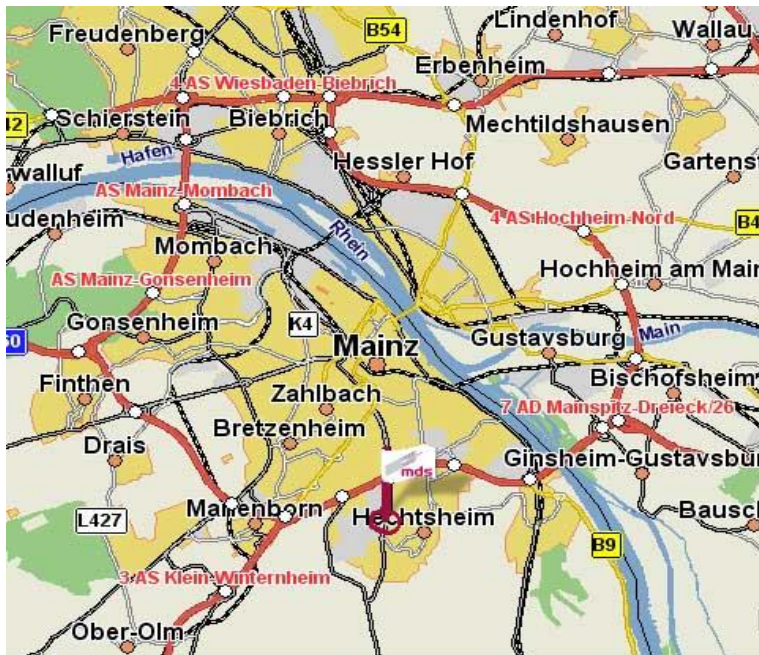 B54
Lindenhof
Wallau
Freudenberg
4 AS Wiesbaden-Biebrich
Erbenheim
42
Schierstein
Biebrich
Mechtildshausen
Hafen
Hessler Hof
Gartenst
rwalluf
AS Mainz-Mombach
udenheim
Rhein
4 AS Hochheim-Nord
B4
Mombach
AS Mainz-Gonsenheim
Hochheim am Main
K4
Gonsenheim
60
Mainz
Gustavsburg
Main
Finthen
Zahlbach
Bischofsheim
7 AD Mainspitz-Dreieck/26
Bretzenheim
Drais
mds
Ginsheim-Gustavsbur
L427
Marienborn
Hechtsheim
Bausch
B9
3 AS Klein-Winternheim
Ober-Olm